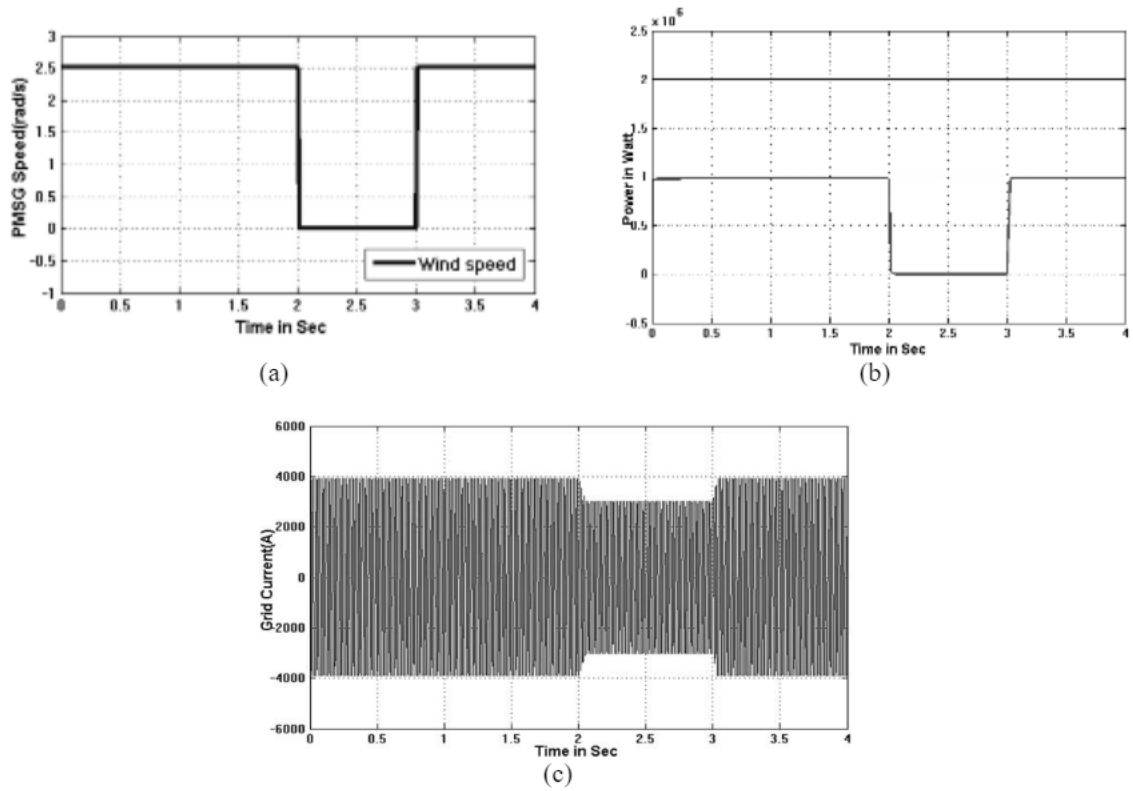 PMSG Speed(rad/s)
3
2.5
2
1.5
1
0.5
0
-0.5
-1
Wind speed
0 0.5 1 1.5 2 2.5 3 3.5 4
Time in Sec
(a)
x 10^6
Power in Watt
2.5
2
1.5
1
0.5
0
-0.5
0 0.5 1 1.5 2 2.5 3 3.5 4
Time in Sec
(b)
Grid Current(A)
6000
4000
2000
0
-2000
-4000
-6000
0 0.5 1 1.5 2 2.5 3 3.5 4
Time in Sec
(c)